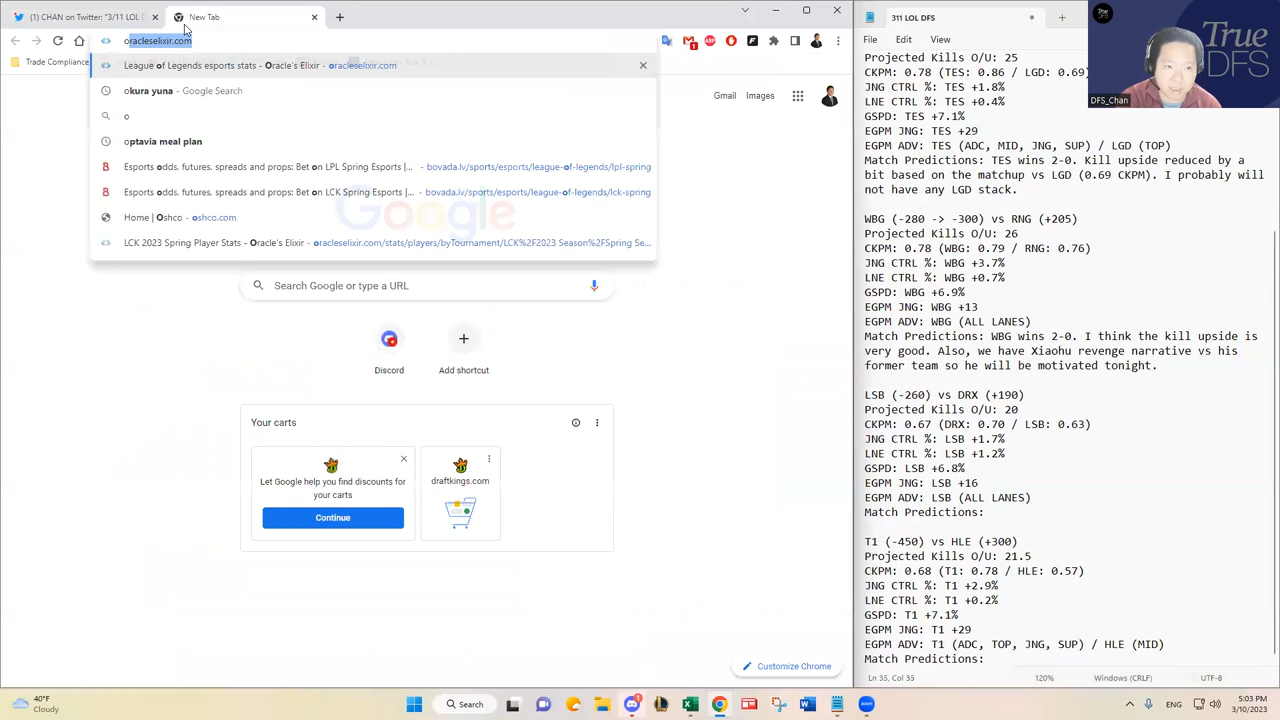 (1) CHAN on Twitter: "3/11 LOL
New Tab
311 LOL DFS
True
DFS
oracleselixir.com
File Edit View
Trade Compliance
League of Legends esports stats - Oracle's Elixir - oracleselixir.com
okura yuna - Google Search
o
optavia meal plan
Esports odds, futures, spreads and props: Bet on LPL Spring Esports |... - bovada.lv/sports/esports/league-of-legends/lpl-spring
Esports odds, futures, spreads and props: Bet on LCK Spring Esports |... - bovada.lv/sports/esports/league-of-legends/lck-spring
Home | Oshco - oshco.com
LCK 2023 Spring Player Stats - Oracle's Elixir - oracleselixir.com/stats/players/byTournament/LCK%2F2023 Season%2FSpring Se...
Gmail Images
Google
Search Google or type a URL
Discord
Add shortcut
Your carts
Let Google help you find discounts for
your carts
Continue
draftkings.com
Customize Chrome
DFS_Chan
Projected Kills O/U: 25
CKPM: 0.78 (TES: 0.86 / LGD: 0.69)
JNG CTRL %: TES +1.8%
LNE CTRL %: TES +0.4%
GSPD: TES +7.1%
EGPM JNG: TES +29
EGPM ADV: TES (ADC, MID, JNG, SUP) / LGD (TOP)
Match Predictions: TES wins 2-0. Kill upside reduced by a
bit based on the matchup vs LGD (0.69 CKPM). I probably will
not have any LGD stack.
WBG (-280 -> -300) vs RNG (+205)
Projected Kills O/U: 26
CKPM: 0.78 (WBG: 0.79 / RNG: 0.76)
JNG CTRL %: WBG +3.7%
LNE CTRL %: WBG +0.7%
GSPD: WBG +6.9%
EGPM JNG: WBG +13
EGPM ADV: WBG (ALL LANES)
Match Predictions: WBG wins 2-0. I think the kill upside is
very good. Also, we have Xiaohu revenge narrative vs his
former team so he will be motivated tonight.
LSB (-260) vs DRX (+190)
Projected Kills O/U: 20
CKPM: 0.67 (DRX: 0.70 / LSB: 0.63)
JNG CTRL %: LSB +1.7%
LNE CTRL %: LSB +1.2%
GSPD: LSB +6.8%
EGPM JNG: LSB +16
EGPM ADV: LSB (ALL LANES)
Match Predictions:
T1 (-450) vs HLE (+300)
Projected Kills O/U: 21.5
CKPM: 0.68 (T1: 0.78 / HLE: 0.57)
JNG CTRL %: T1 +2.9%
LNE CTRL %: T1 +0.2%
GSPD: T1 +7.1%
EGPM JNG: T1 +29
EGPM ADV: T1 (ADC, TOP, JNG, SUP) / HLE (MID)
Match Predictions:
Ln 35, Col 35 120% Windows (CRLF) UTF-8
40°F
Cloudy
Search
ENG
5:03 PM
3/10/2023